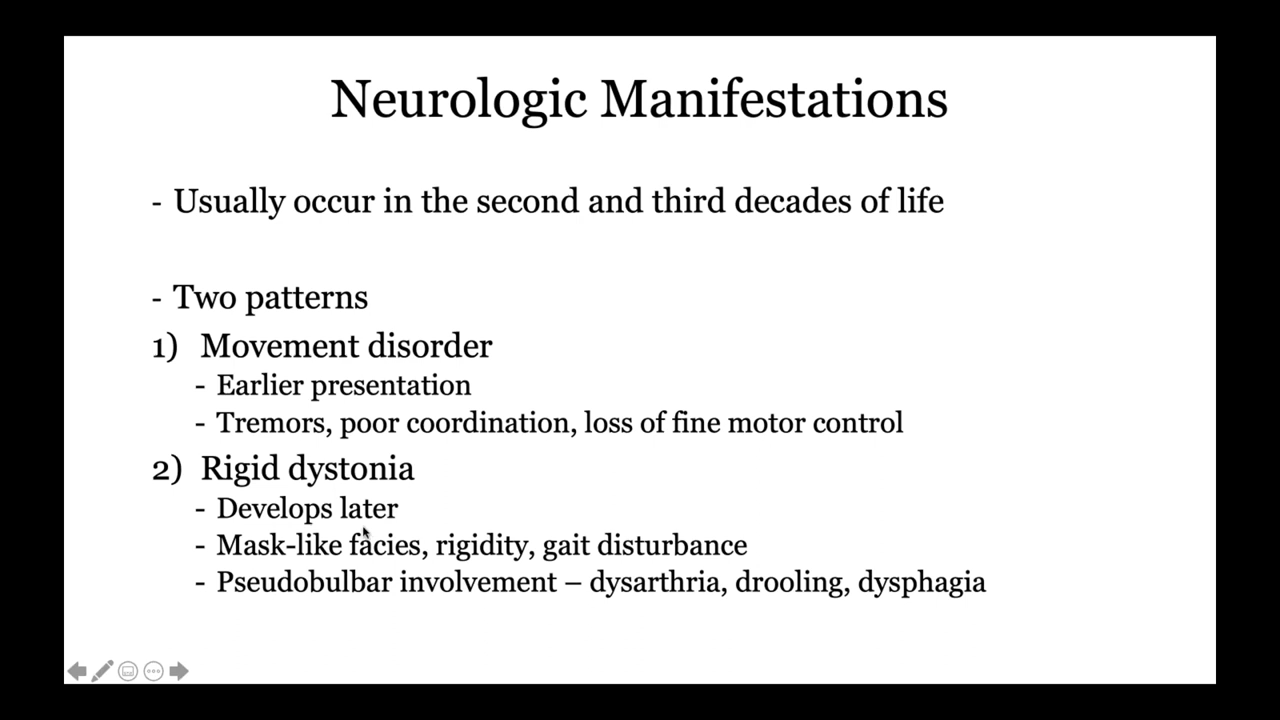 Neurologic Manifestations
- Usually occur in the second and third decades of life
- Two patterns
1) Movement disorder
- Earlier presentation
- Tremors, poor coordination, loss of fine motor control
2) Rigid dystonia
- Develops later
- Mask-like facies, rigidity, gait disturbance
- Pseudobulbar involvement – dysarthria, drooling, dysphagia